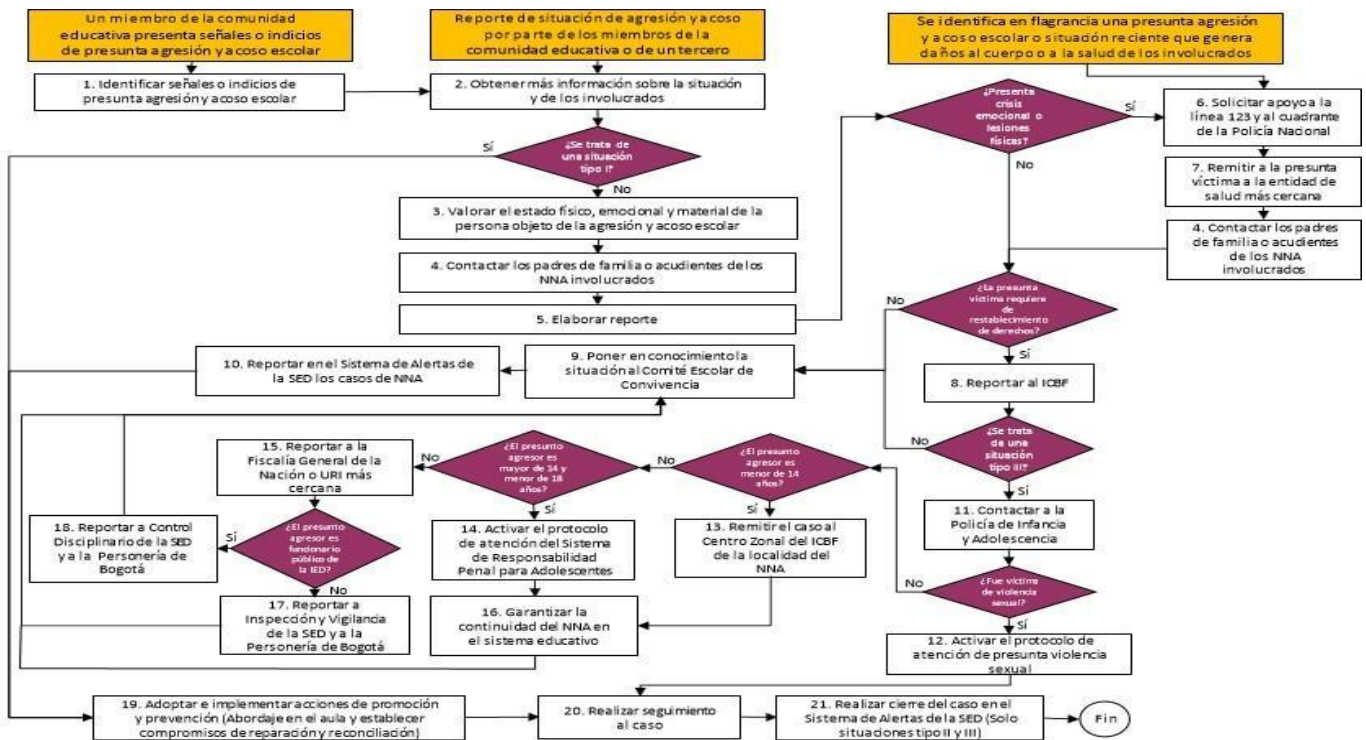 Un miembro de la comunidad
educativa presenta señales o indicios
de presunta agresión y acoso escolar
Reporte de situación de agresión y acoso
por parte de los miembros de la
comunidad educativa o de un tercero
Se identifica en flagrancia una presunta agresión
y acoso escolar o situación reciente que genera
daños al cuerpo o a la salud de los involucrados
1. Identificar señales o indicios de
presunta agresión y acoso escolar
2. Obtener más información sobre la situación
y de los involucrados
¿Presenta
crisis
emocional o
lesiones
físicas?
Sí
6. Solicitar apoyo a la
línea 123 y al cuadrante
de la Policía Nacional
Sí
¿Se trata de
una situación
tipo I?
No
No
7. Remitir a la presunta
víctima a la entidad de
salud más cercana
3. Valorar el estado físico, emocional y material de la
persona objeto de la agresión y acoso escolar
4. Contactar los padres
de familia o acudientes
de los NNA
involucrados
4. Contactar los padres de familia o acudientes de los
NNA involucrados
5. Elaborar reporte
No
¿La presunta
víctima requiere
de
restablecimiento
de derechos?
Sí
10. Reportar en el Sistema de Alertas de
la SED los casos de NNA
9. Poner en conocimiento la
situación al Comité Escolar de
Convivencia
8. Reportar al ICBF
No
¿Se trata
de una
situación
tipo III?
Sí
15. Reportar a la
Fiscalía General de la
Nación o URI más
cercana
No
¿El presunto
agresor es
mayor de 14 y
menor de 18
años?
Sí
No
¿El presunto
agresor es
menor de 14
años?
Sí
11. Contactar a la
Policía de Infancia
y Adolescencia
18. Reportar a Control
Disciplinario de la SED
y a la Personería de
Bogotá
Sí
¿El presunto
agresor es
funcionario
público de
la IED?
No
14. Activar el protocolo
de atención del Sistema
de Responsabilidad
Penal para Adolescentes
13. Remitir el caso al
Centro Zonal del ICBF
de la localidad del
NNA
No
¿Fue víctima
de violencia
sexual?
Sí
17. Reportar a
Inspección y Vigilancia
de la SED y a la
Personería de Bogotá
16. Garantizar la
continuidad del NNA en
el sistema educativo
12. Activar el protocolo de
atención de presunta violencia
sexual
19. Adoptar e implementar acciones de promoción
y prevención (Abordaje en el aula y establecer
compromisos de reparación y reconciliación)
20. Realizar seguimiento
al caso
21. Realizar cierre del caso en el
Sistema de Alertas de la SED (Solo
situaciones tipo II y III)
Fin